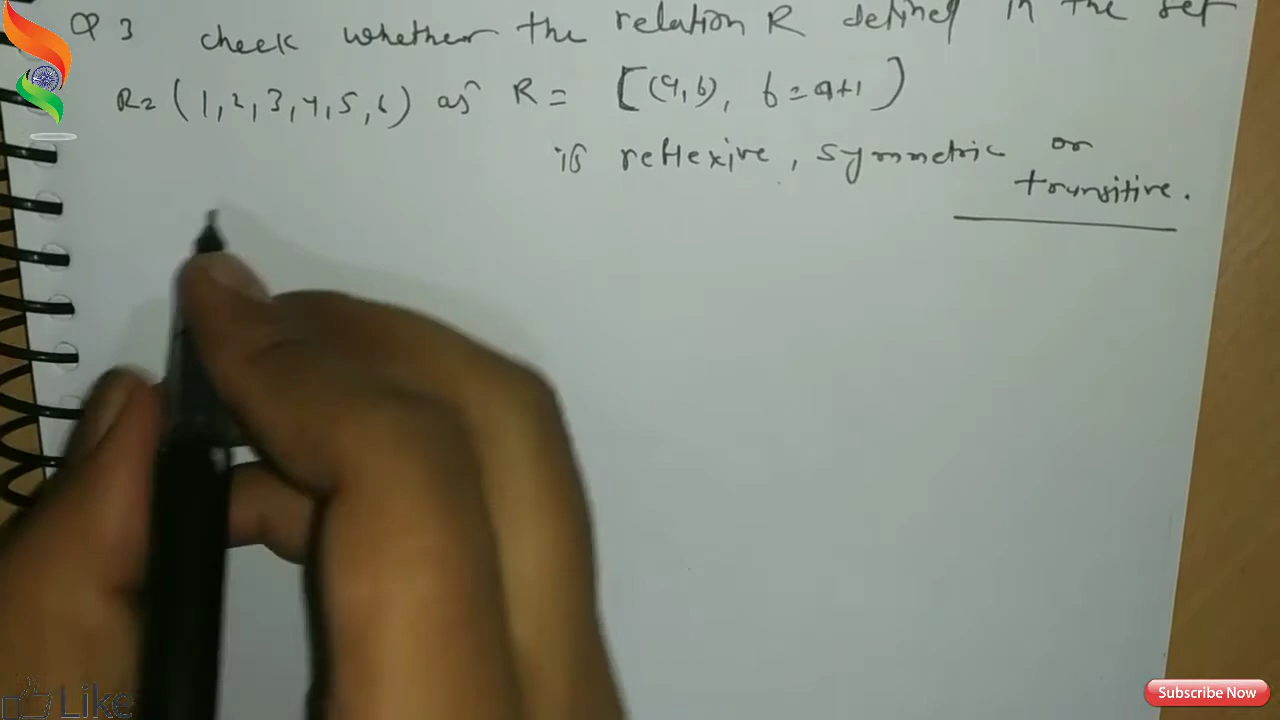 Q 3 check whether the relation R defined in the set
R= (1,2,3,4,5,6) as R = [(a,b), b=a+1)
is reflexive, symmetric or
transitive.
Like
Subscribe Now